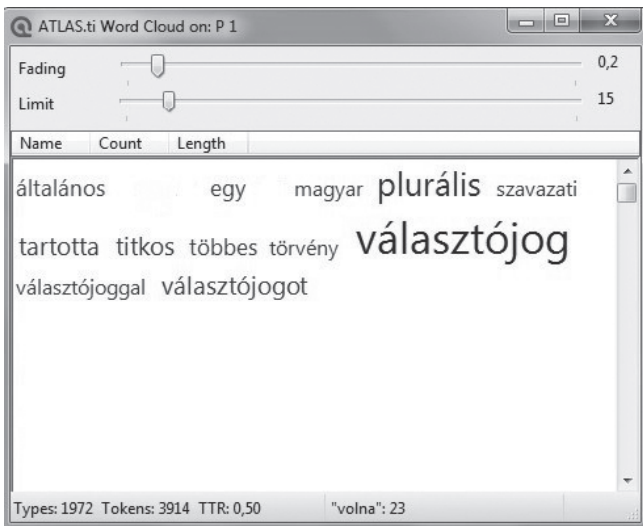 ATLAS.ti Word Cloud on: P 1
Fading 0,2
Limit 15
Name Count Length
általános egy magyar plurális szavazati
tartotta titkos többes törvény választójog
választójoggal választójogot
Types: 1972 Tokens: 3914 TTR: 0,50 "volna": 23